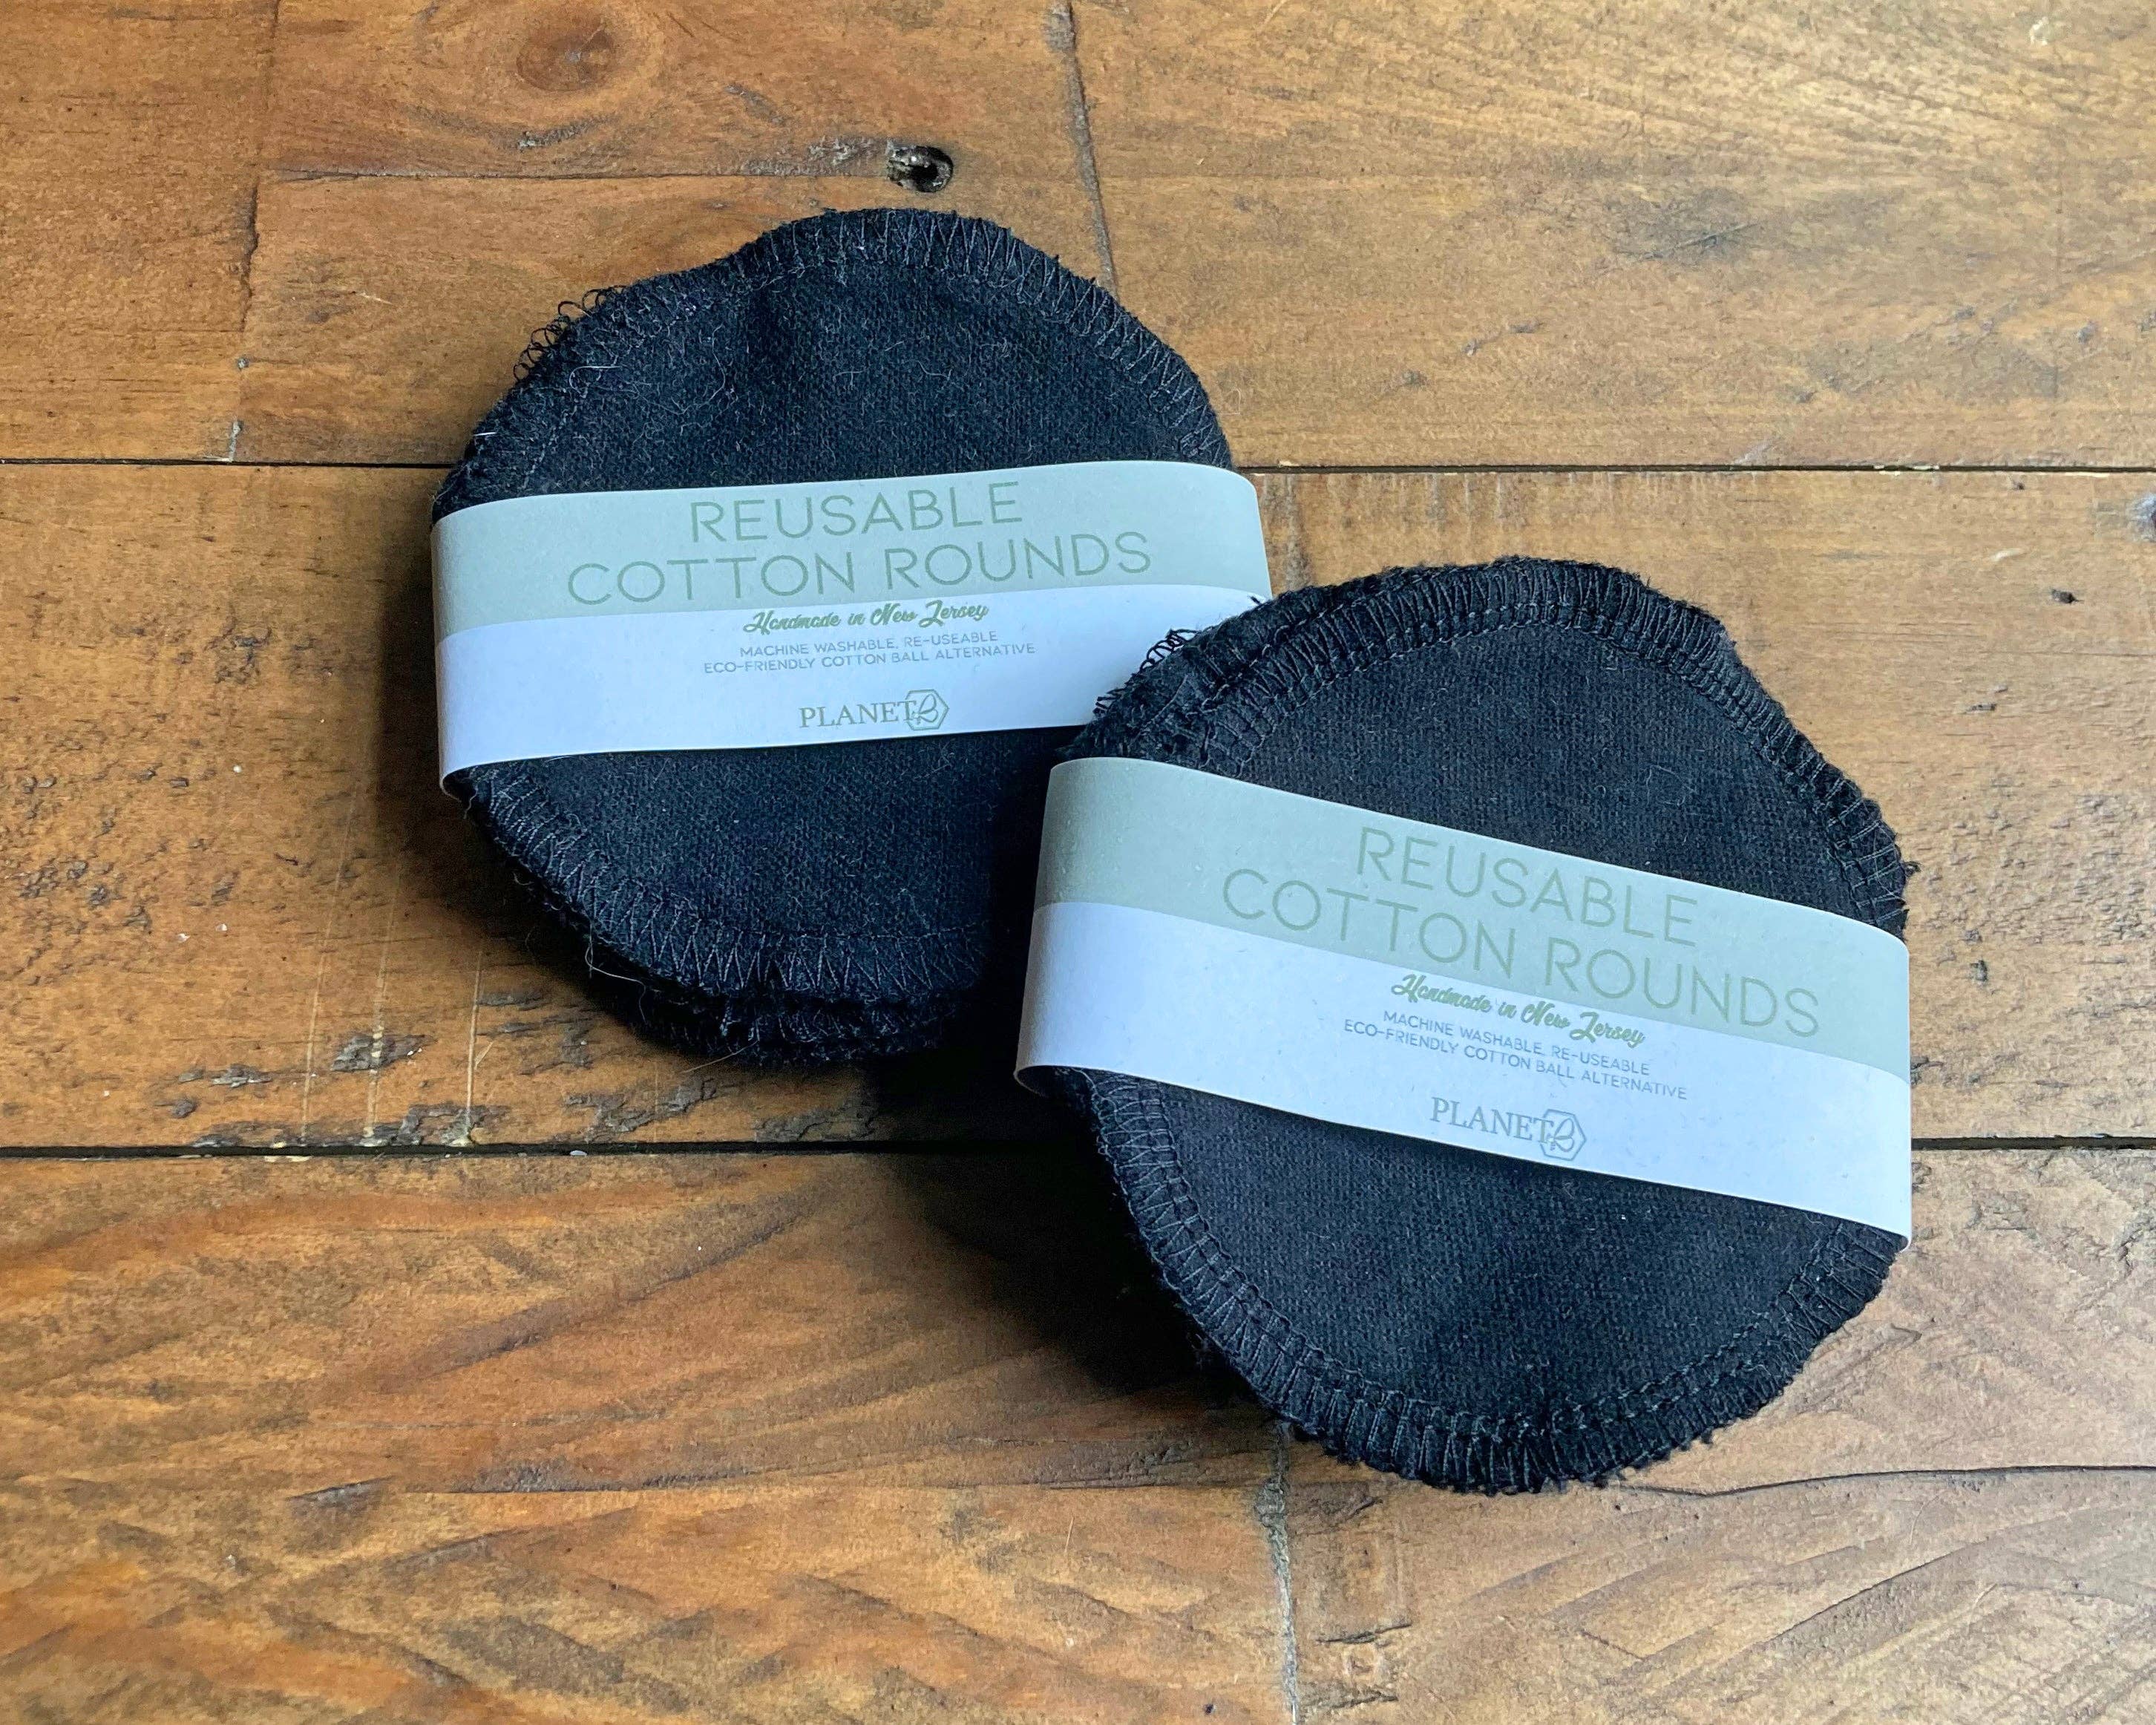 REUSABLE
COTTON ROUNDS
Handmade in New Jersey
MACHINE WASHABLE, RE-USEABLE
ECO-FRIENDLY COTTON BALL ALTERNATIVE
PLANET B
REUSABLE
COTTON ROUNDS
Handmade in New Jersey
MACHINE WASHABLE, RE-USEABLE
ECO-FRIENDLY COTTON BALL ALTERNATIVE
PLANET B